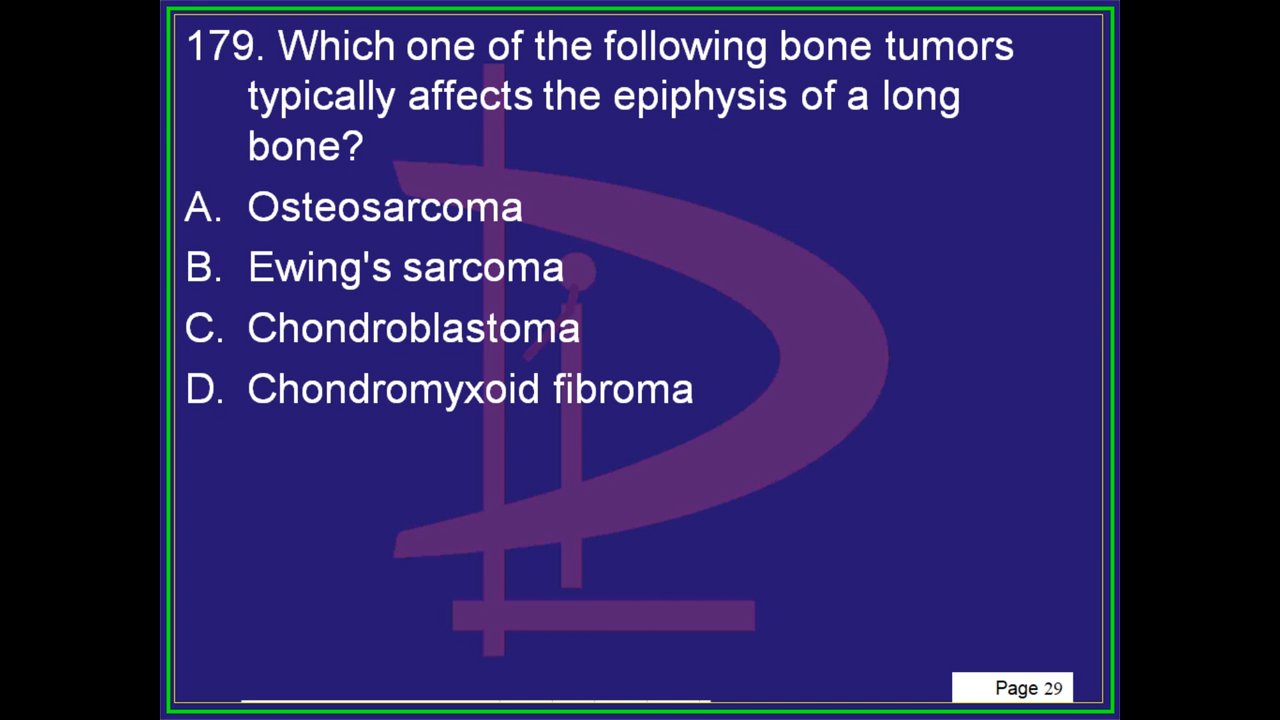 179. Which one of the following bone tumors
typically affects the epiphysis of a long
bone?
A. Osteosarcoma
B. Ewing's sarcoma
C. Chondroblastoma
D. Chondromyxoid fibroma
Page 29